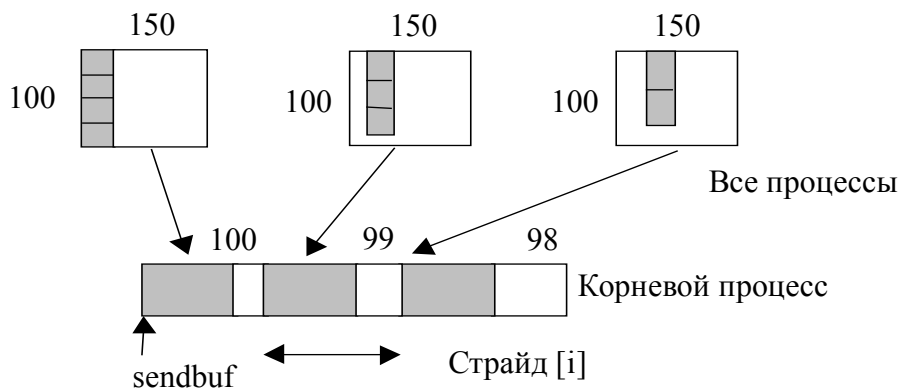 150 150 150
100 100 100
Все процессы
100 99 98
Корневой процесс
Страйд [i]
sendbuf